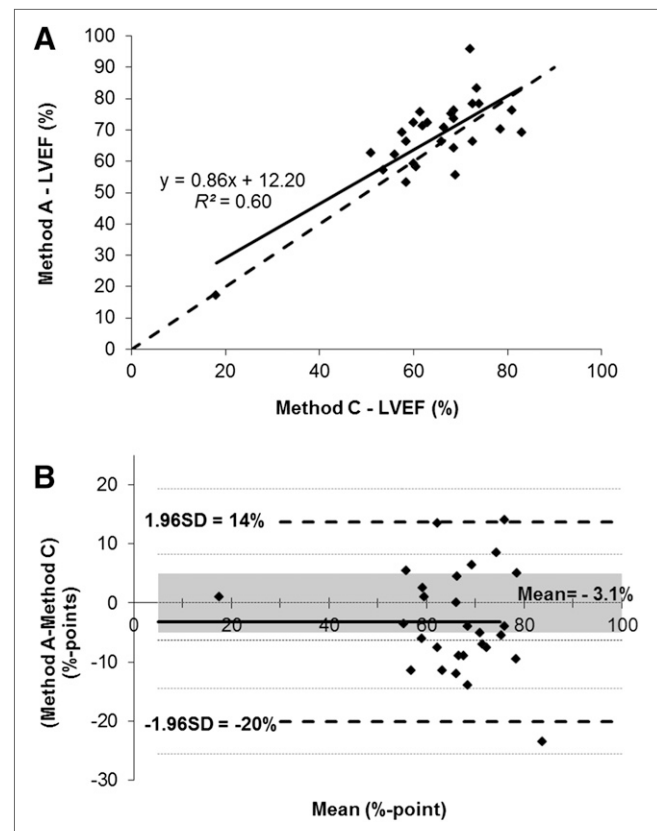 A
100
90
80
70
60
50
40
30
20
10
0
Method A - LVEF (%)
y = 0.86x + 12.20
R² = 0.60
0 20 40 60 80 100
Method C - LVEF (%)
B
20
10
0
-10
-20
-30
(Method A-Method C)
(%-points)
1.96SD = 14%
Mean= - 3.1%
0 20 40 60 80 100
-1.96SD = -20%
Mean (%-point)